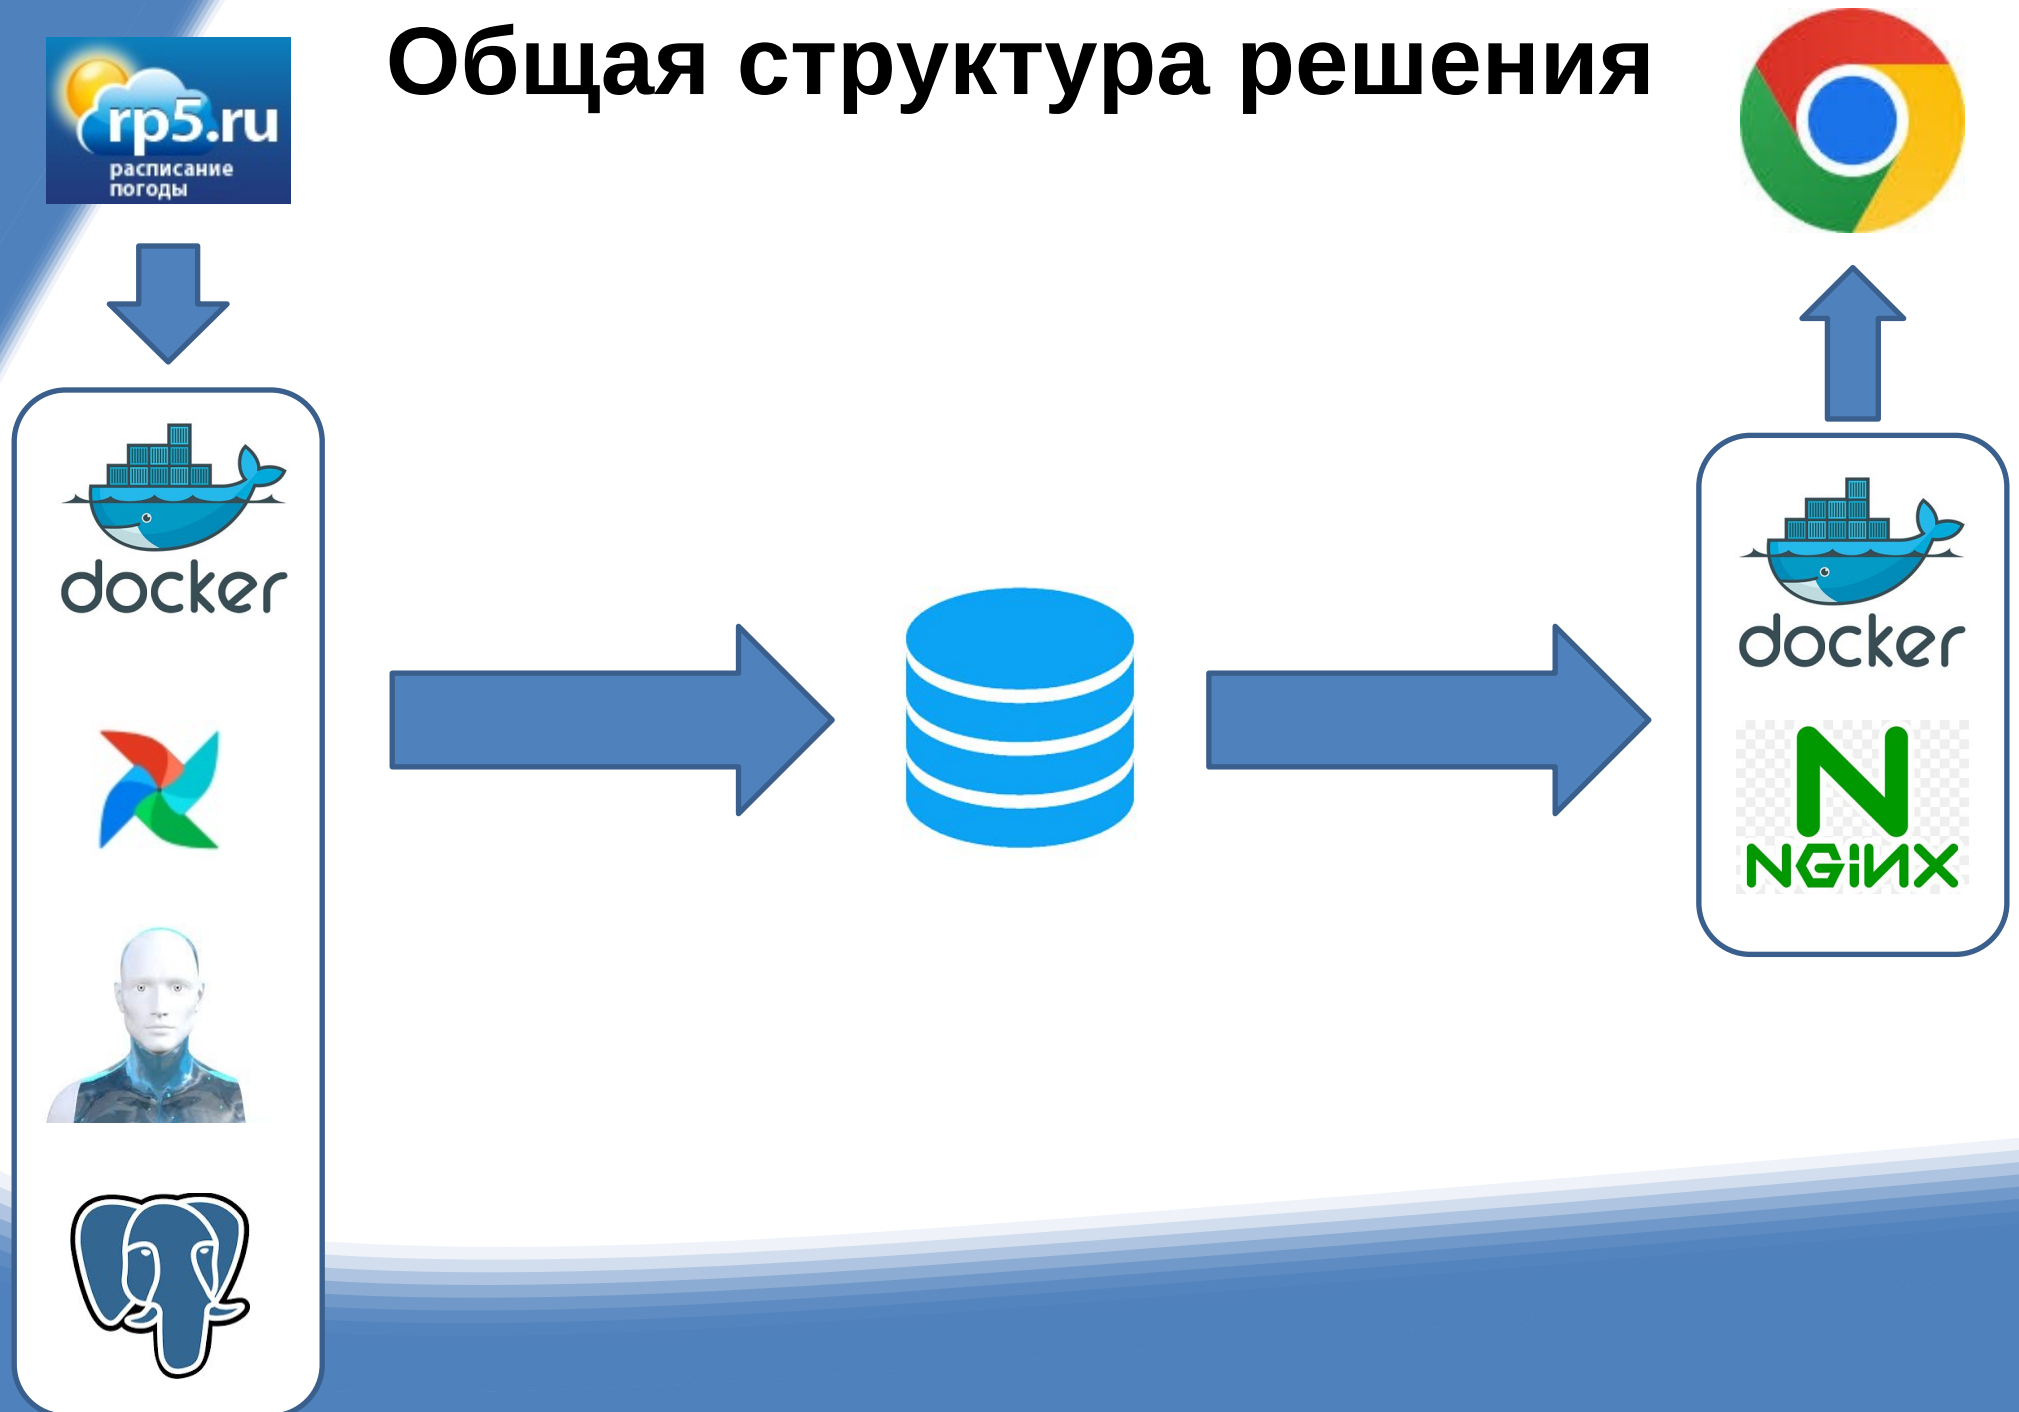 Общая структура решения
rp5.ru
расписание
погоды
docker
docker
N
NGiNX